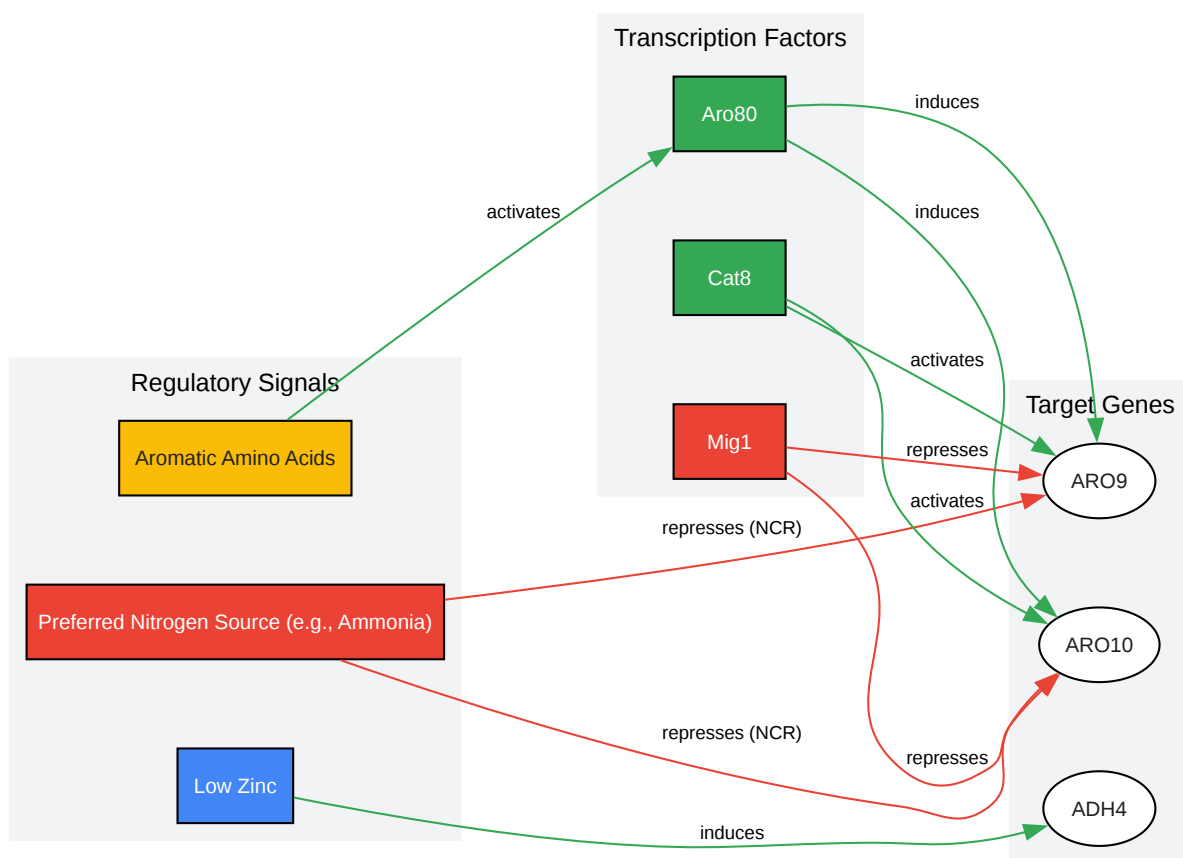 Transcription Factors
Aro80
induces
activates
induces
Cat8
activates
Regulatory Signals
Target Genes
Aromatic Amino Acids
Mig1
represses
ARO9
activates
represses (NCR)
Preferred Nitrogen Source (e.g., Ammonia)
ARO10
represses (NCR)
represses
Low Zinc
ADH4
induces